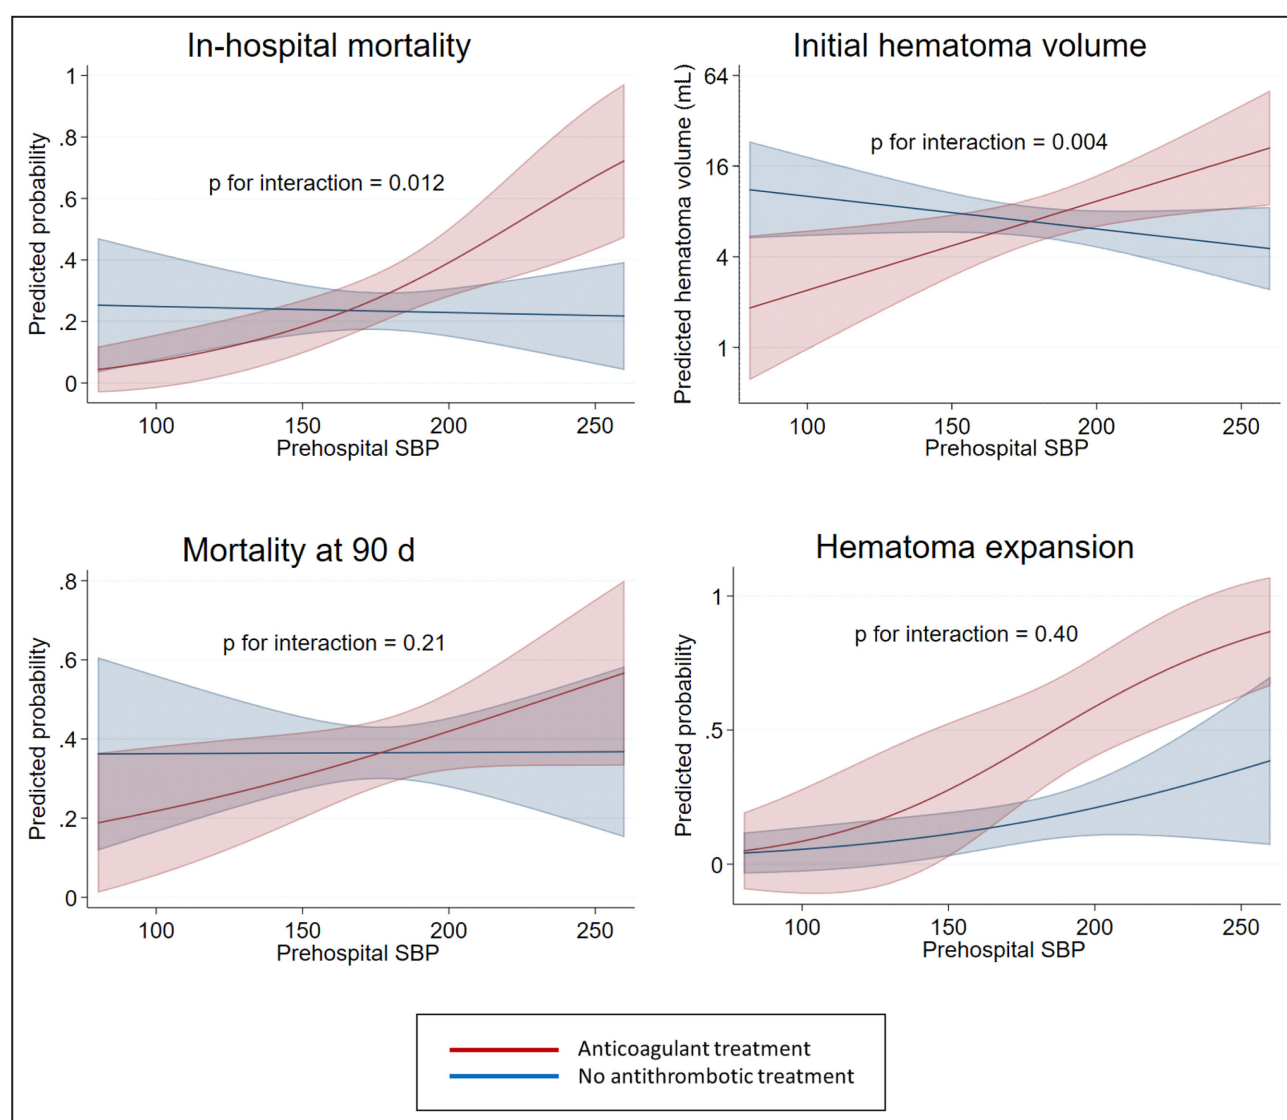 In-hospital mortality
Predicted probability
1
.8
.6
.4
.2
0
p for interaction = 0.012
100 150 200 250
Prehospital SBP
Initial hematoma volume
Predicted hematoma volume (mL)
64
16
4
1
p for interaction = 0.004
100 150 200 250
Prehospital SBP
Mortality at 90 d
Predicted probability
.8
.6
.4
.2
0
p for interaction = 0.21
100 150 200 250
Prehospital SBP
Hematoma expansion
Predicted probability
1
.5
0
p for interaction = 0.40
100 150 200 250
Prehospital SBP
Anticoagulant treatment
No antithrombotic treatment